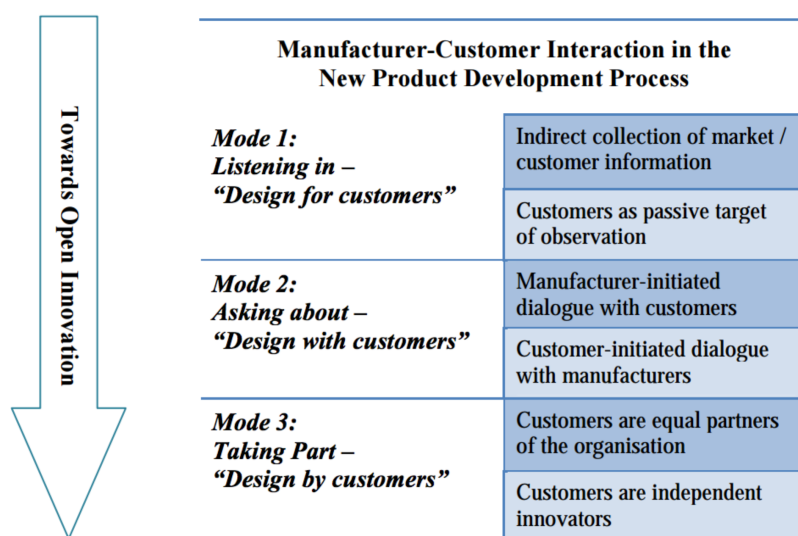 Towards Open Innovation
Manufacturer-Customer Interaction in the
New Product Development Process
Mode 1:
Listening in –
“Design for customers”
Indirect collection of market /
customer information
Customers as passive target
of observation
Mode 2:
Asking about –
“Design with customers”
Manufacturer-initiated
dialogue with customers
Customer-initiated dialogue
with manufacturers
Mode 3:
Taking Part –
“Design by customers”
Customers are equal partners
of the organisation
Customers are independent
innovators